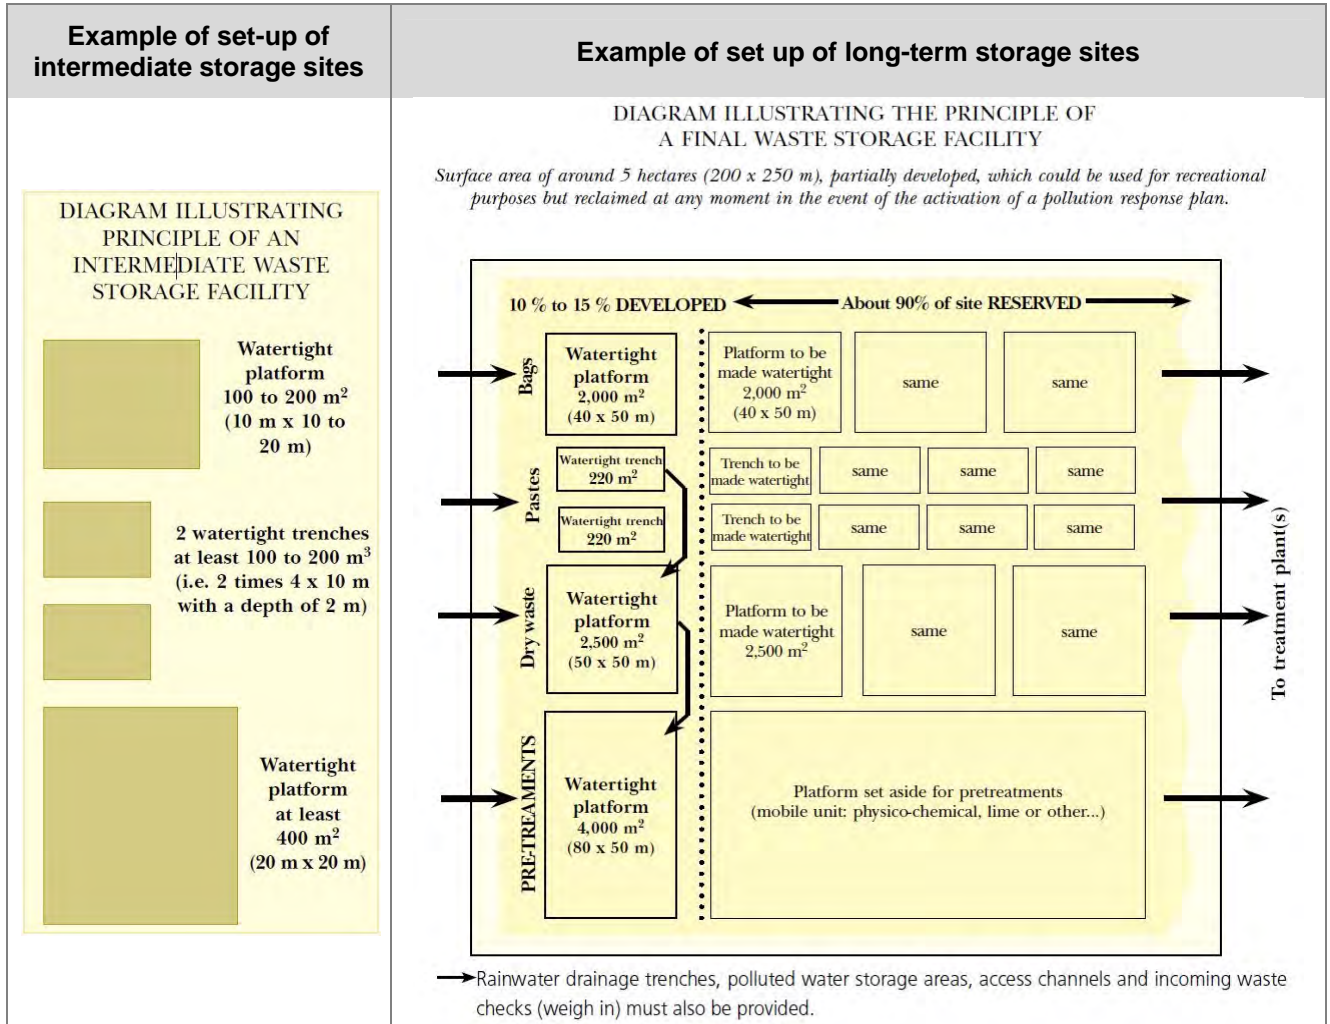 Example of set-up of
intermediate storage sites
Example of set up of long-term storage sites
DIAGRAM ILLUSTRATING
PRINCIPLE OF AN
INTERMEDIATE WASTE
STORAGE FACILITY
Watertight
platform
100 to 200 m²
(10 m x 10 to
20 m)
2 watertight trenches
at least 100 to 200 m³
(i.e. 2 times 4 x 10 m
with a depth of 2 m)
Watertight
platform
at least
400 m²
(20 m x 20 m)
DIAGRAM ILLUSTRATING THE PRINCIPLE OF
A FINAL WASTE STORAGE FACILITY
Surface area of around 5 hectares (200 x 250 m), partially developed, which could be used for recreational
purposes but reclaimed at any moment in the event of the activation of a pollution response plan.
10 % to 15 % DEVELOPED
About 90% of site RESERVED
Bags
Watertight
platform
2,000 m²
(40 x 50 m)
Platform to be
made watertight
2,000 m²
(40 x 50 m)
same
same
Pastes
Watertight trench
220 m²
Trench to be
made watertight
same
same
same
Watertight trench
220 m²
Trench to be
made watertight
same
same
same
Dry waste
Watertight
platform
2,500 m²
(50 x 50 m)
Platform to be
made watertight
2,500 m²
same
same
PRE-TREAMENTS
Watertight
platform
4,000 m²
(80 x 50 m)
Platform set aside for pretreatments
(mobile unit: physico-chemical, lime or other...)
To treatment plant(s)
Rainwater drainage trenches, polluted water storage areas, access channels and incoming waste
checks (weigh in) must also be provided.